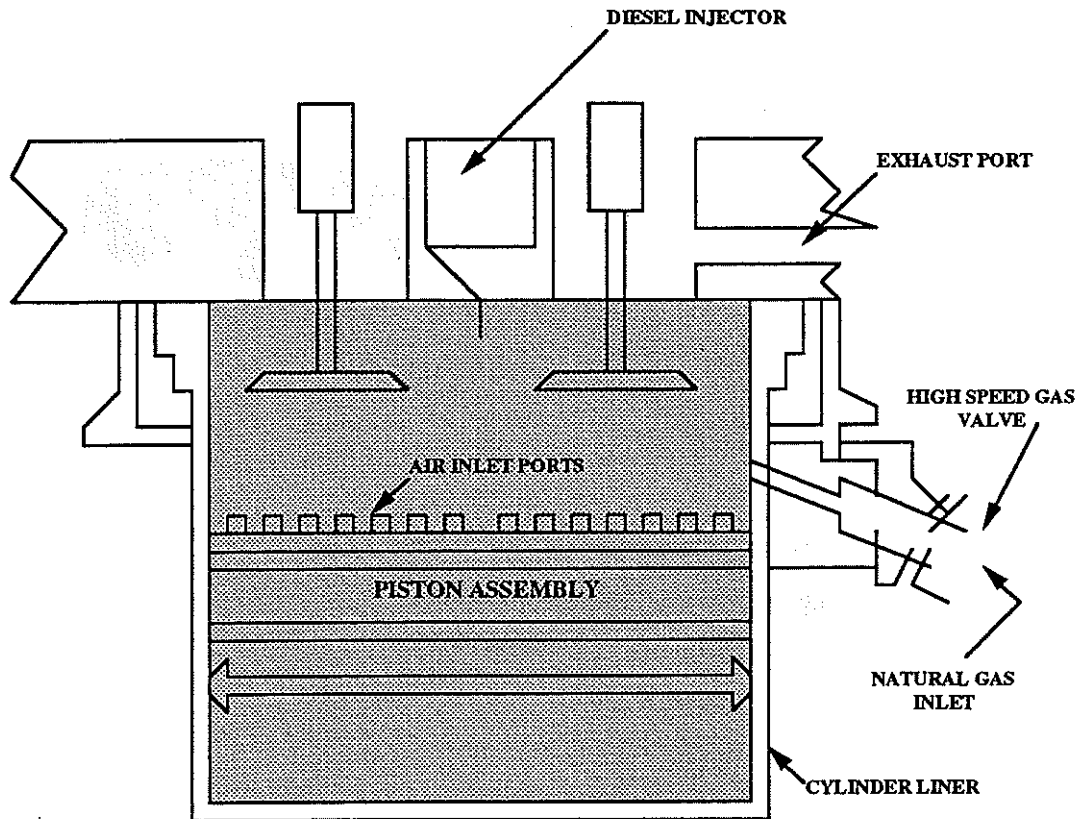 DIESEL INJECTOR
EXHAUST PORT
HIGH SPEED GAS
VALVE
AIR INLET PORTS
PISTON ASSEMBLY
NATURAL GAS
INLET
CYLINDER LINER